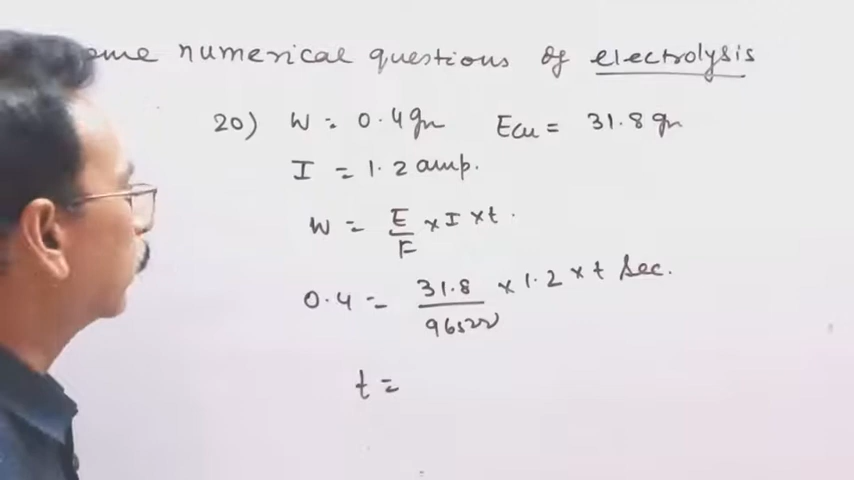 ome numerical questions of electrolysis
20) W = 0.4 gm Ecu = 31.8 gm
I = 1.2 amp.
W = E/F × I × t.
0.4 = 31.8/96500 × 1.2 × t Sec.
t =